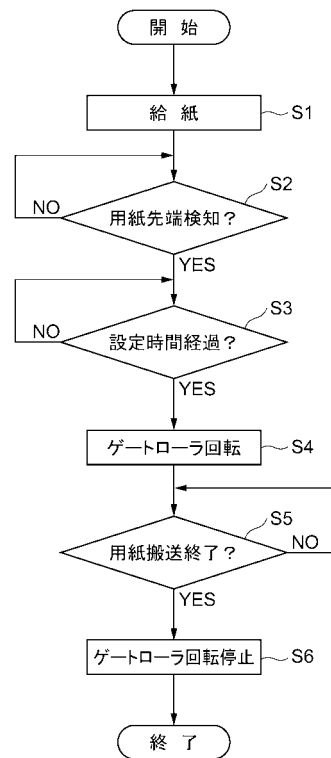 開 始
給 紙
S1
S2
用紙先端検知?
NO
YES
S3
設定時間経過?
NO
YES
ゲートローラ回転
S4
S5
用紙搬送終了?
NO
YES
ゲートローラ回転停止
S6
終 了